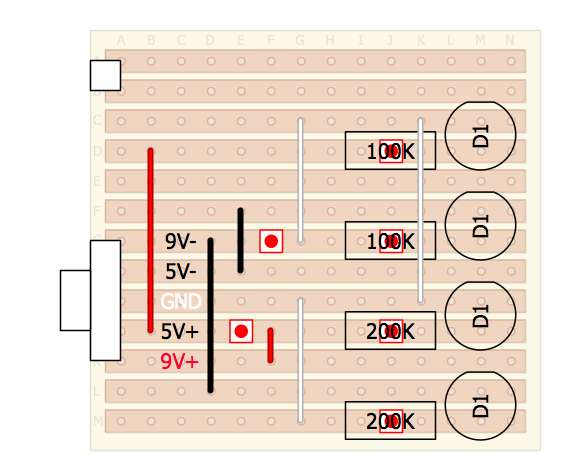 A B C D E F G H I J K L M N
C
D 100K D1
E
F
9V- 100K D1
5V-
GND
5V+ 200K D1
9V+
L
M 200K D1